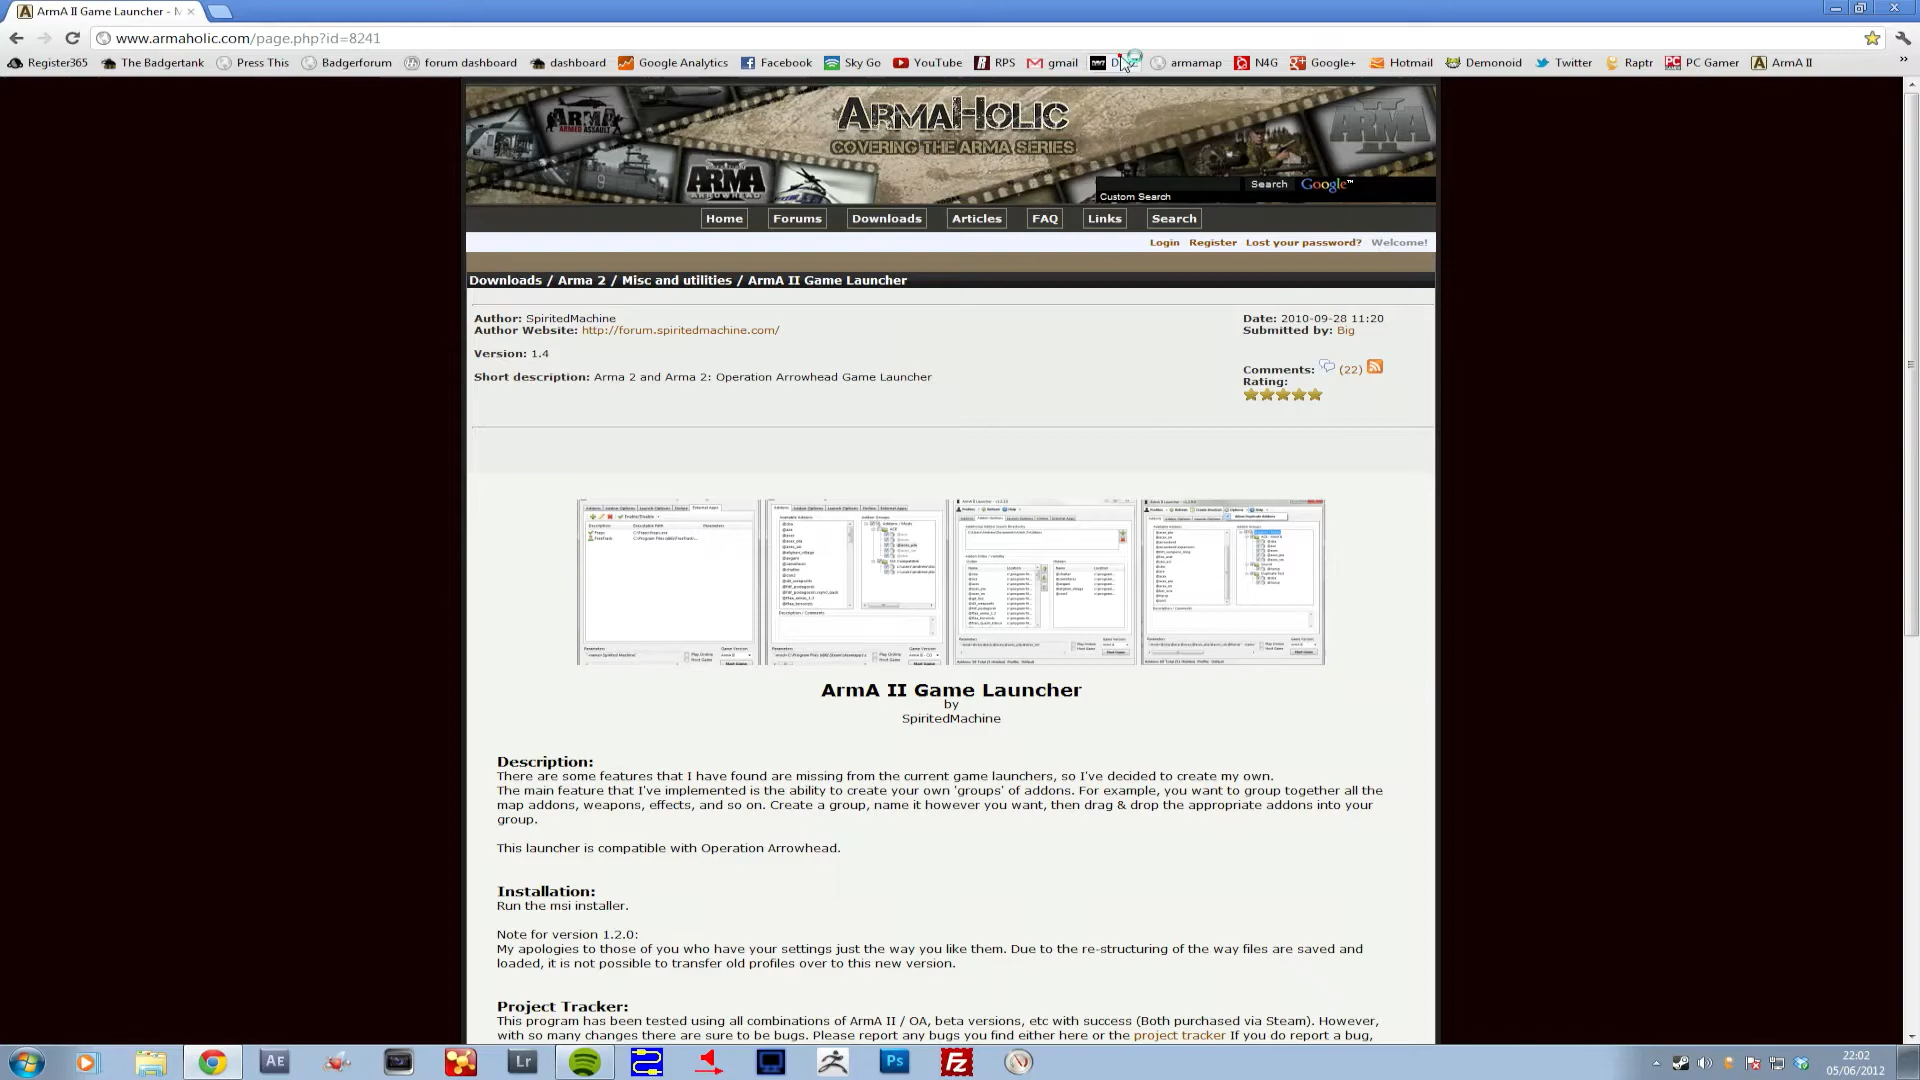 ArmA II Game Launcher - M
www.armaholic.com/page.php?id=8241
Register365 The Badgertank Press This Badgerforum forum dashboard dashboard Google Analytics Facebook Sky Go YouTube RPS gmail armamap N4G Google+ Hotmail Demonoid Twitter Raptr PC Gamer ArmA II
ARMAHOLIC
COVERING THE ARMA SERIES
ARMA
ARMED ASSAULT
ARMA
Custom Search Search Google™
Home Forums Downloads Articles FAQ Links Search
Login Register Lost your password? Welcome!
Downloads / Arma 2 / Misc and utilities / ArmA II Game Launcher
Author: SpiritedMachine
Author Website: http://forum.spiritedmachine.com/
Version: 1.4
Short description: Arma 2 and Arma 2: Operation Arrowhead Game Launcher
Date: 2010-09-28 11:20
Submitted by: Big
Comments: (22)
Rating:
ArmA II Game Launcher
by
SpiritedMachine
Description:
There are some features that I have found are missing from the current game launchers, so I've decided to create my own.
The main feature that I've implemented is the ability to create your own 'groups' of addons. For example, you want to group together all the
map addons, weapons, effects, and so on. Create a group, name it however you want, then drag & drop the appropriate addons into your
group.
This launcher is compatible with Operation Arrowhead.
Installation:
Run the msi installer.
Note for version 1.2.0:
My apologies to those of you who have your settings just the way you like them. Due to the re-structuring of the way files are saved and
loaded, it is not possible to transfer old profiles over to this new version.
Project Tracker:
This program has been tested using all combinations of ArmA II / OA, beta versions, etc with success (Both purchased via Steam). However,
with so many changes there are sure to be bugs. Please report any bugs you find either here or the project tracker If you do report a bug,
AE Lr Ps Fz
22:02
05/06/2012